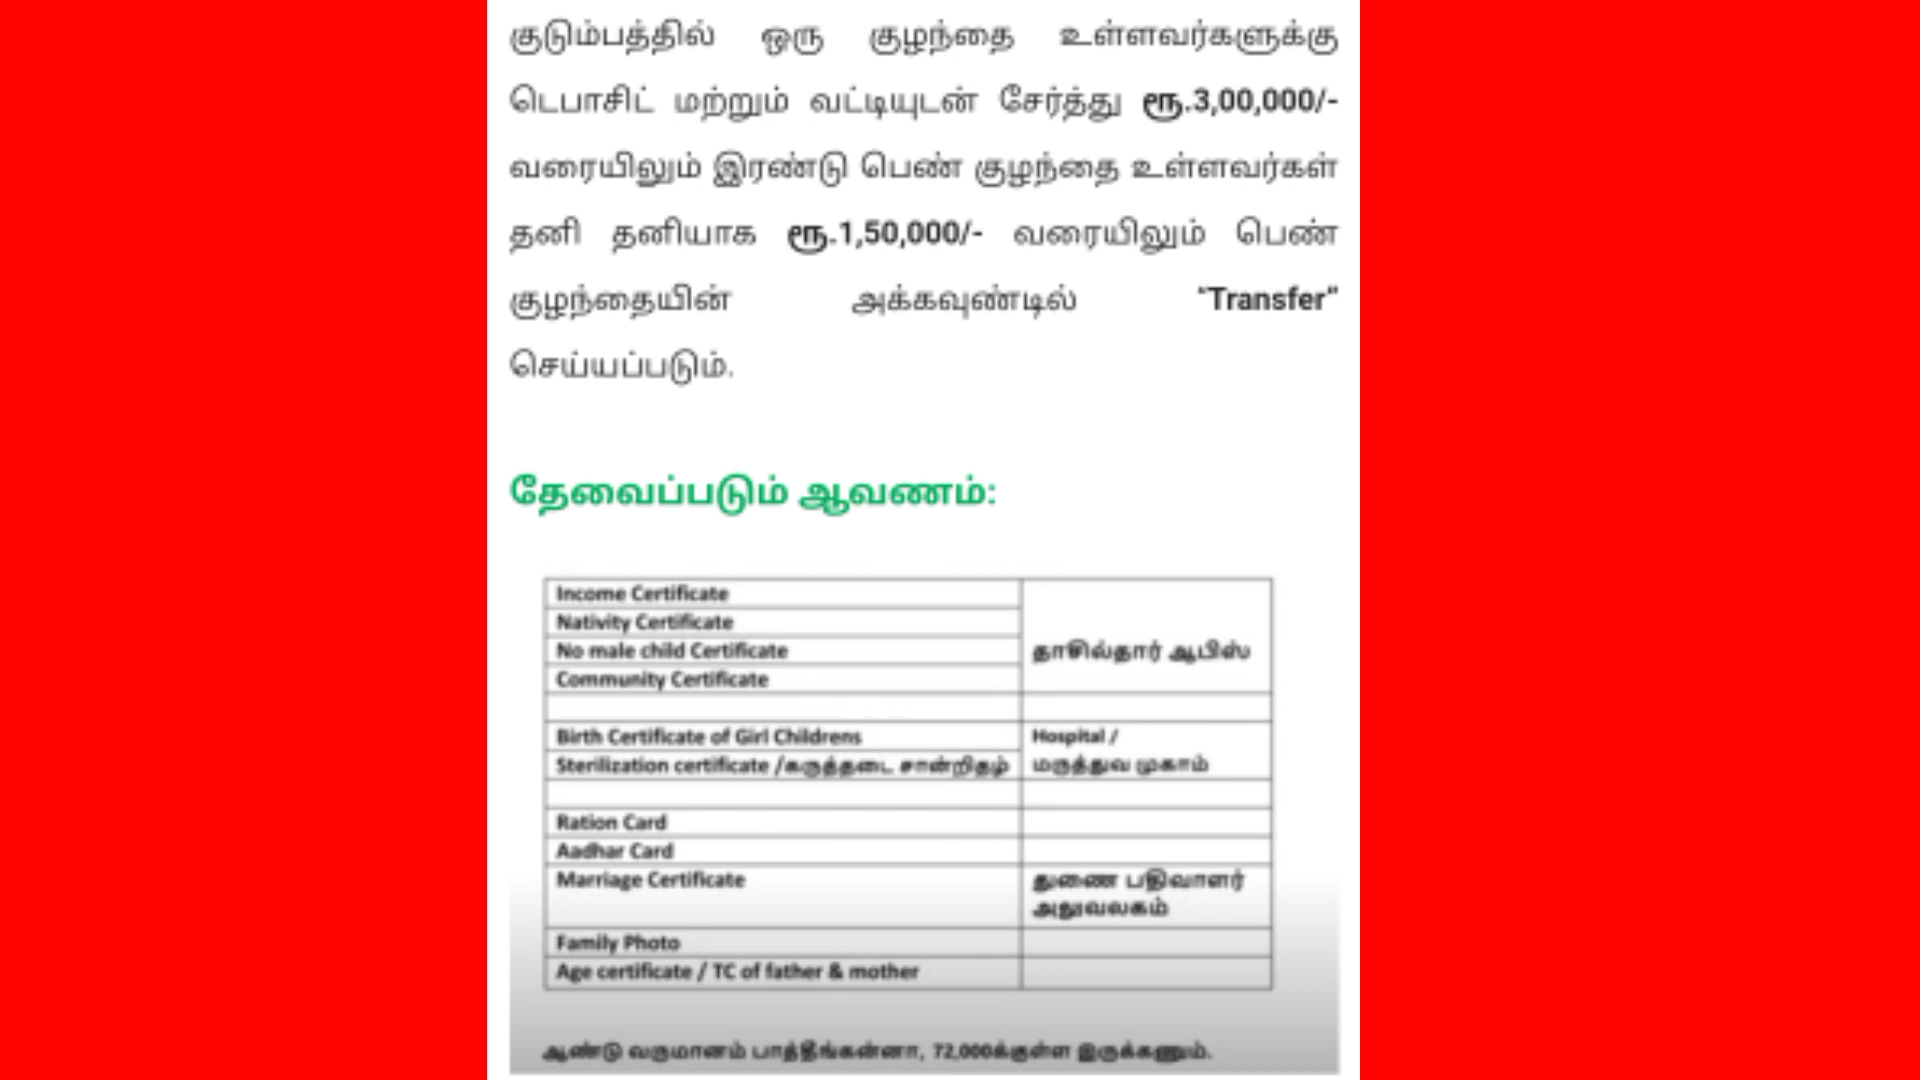 குடும்பத்தில் ஒரு குழந்தை உள்ளவர்களுக்கு
டெபாசிட் மற்றும் வட்டியுடன் சேர்த்து ரூ.3,00,000/-
வரையிலும் இரண்டு பெண் குழந்தை உள்ளவர்கள்
தனி தனியாக ரூ.1,50,000/- வரையிலும் பெண்
குழந்தையின் அக்கவுண்டில் "Transfer"
செய்யப்படும்.
தேவைப்படும் ஆவணம்:
Income Certificate
Nativity Certificate
No male child Certificate தாசில்தார் ஆபிஸ்
Community Certificate
Birth Certificate of Girl Childrens Hospital /
Sterilization certificate /கருத்தடை சான்றிதழ் மருத்துவ முகாம்
Ration Card
Aadhar Card
Marriage Certificate துணை பதிவாளர்
அலுவலகம்
Family Photo
Age certificate / TC of father & mother
ஆண்டு வருமானம் பாத்தீங்கன்னா, 72,000க்குள்ள இருக்கணும்.